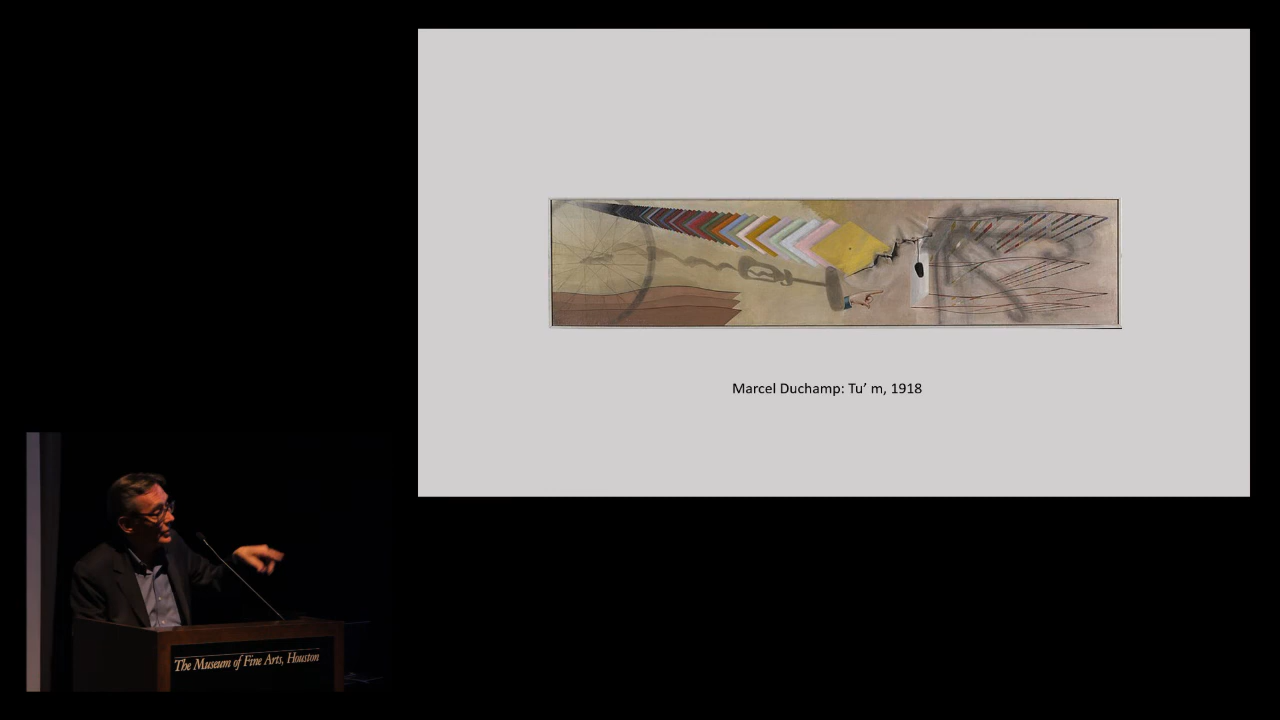 Marcel Duchamp: Tu’ m, 1918
The Museum of Fine Arts, Houston